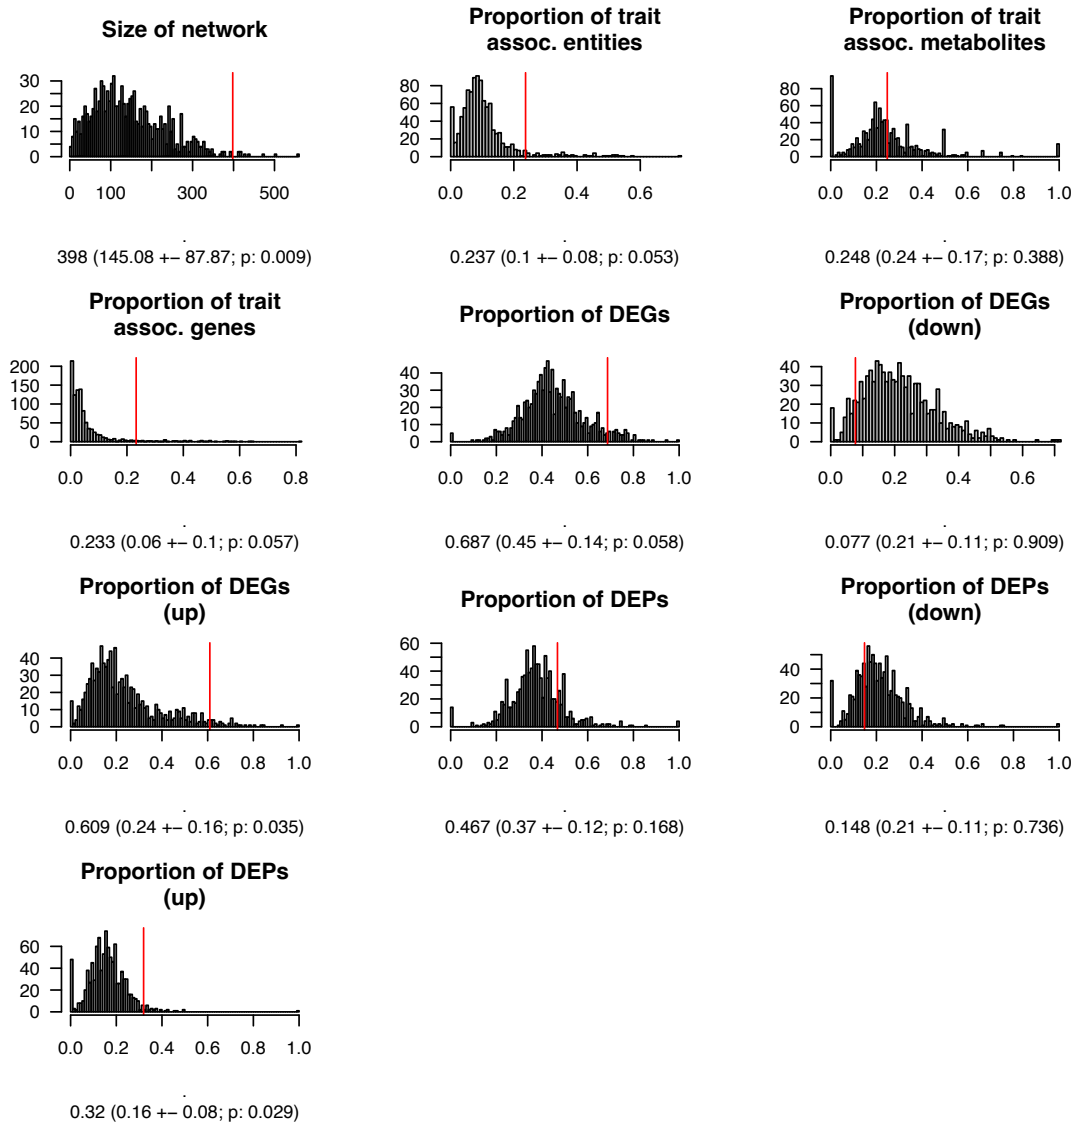 Size of network
30
20
10
0
0 100 300 500
.
398 (145.08 +− 87.87; p: 0.009)
Proportion of trait
assoc. entities
80
60
40
20
0
0.0 0.2 0.4 0.6
.
0.237 (0.1 +− 0.08; p: 0.053)
Proportion of trait
assoc. metabolites
80
60
40
20
0
0.0 0.2 0.4 0.6 0.8 1.0
.
0.248 (0.24 +− 0.17; p: 0.388)
Proportion of trait
assoc. genes
200
150
100
50
0
0.0 0.2 0.4 0.6 0.8
.
0.233 (0.06 +− 0.1; p: 0.057)
Proportion of DEGs
40
30
20
10
0
0.0 0.2 0.4 0.6 0.8 1.0
.
0.687 (0.45 +− 0.14; p: 0.058)
Proportion of DEGs
(down)
40
30
20
10
0
0.0 0.2 0.4 0.6
.
0.077 (0.21 +− 0.11; p: 0.909)
Proportion of DEGs
(up)
40
30
20
10
0
0.0 0.2 0.4 0.6 0.8 1.0
.
0.609 (0.24 +− 0.16; p: 0.035)
Proportion of DEPs
60
40
20
0
0.0 0.2 0.4 0.6 0.8 1.0
.
0.467 (0.37 +− 0.12; p: 0.168)
Proportion of DEPs
(down)
40
20
0
0.0 0.2 0.4 0.6 0.8 1.0
.
0.148 (0.21 +− 0.11; p: 0.736)
Proportion of DEPs
(up)
60
40
20
0
0.0 0.2 0.4 0.6 0.8 1.0
.
0.32 (0.16 +− 0.08; p: 0.029)